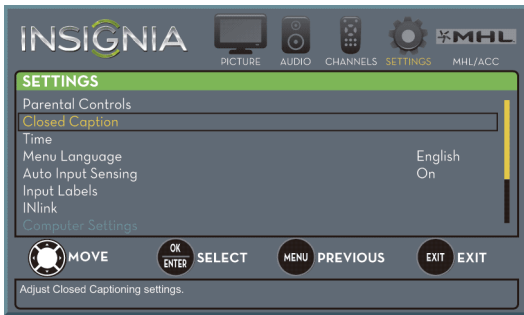 INSIGNIA
PICTURE AUDIO CHANNELS SETTINGS MHL MHL/ACC
SETTINGS
Parental Controls
Closed Caption
Time
Menu Language English
Auto Input Sensing On
Input Labels
INlink
Computer Settings
MOVE OK ENTER SELECT MENU PREVIOUS EXIT EXIT
Adjust Closed Captioning settings.